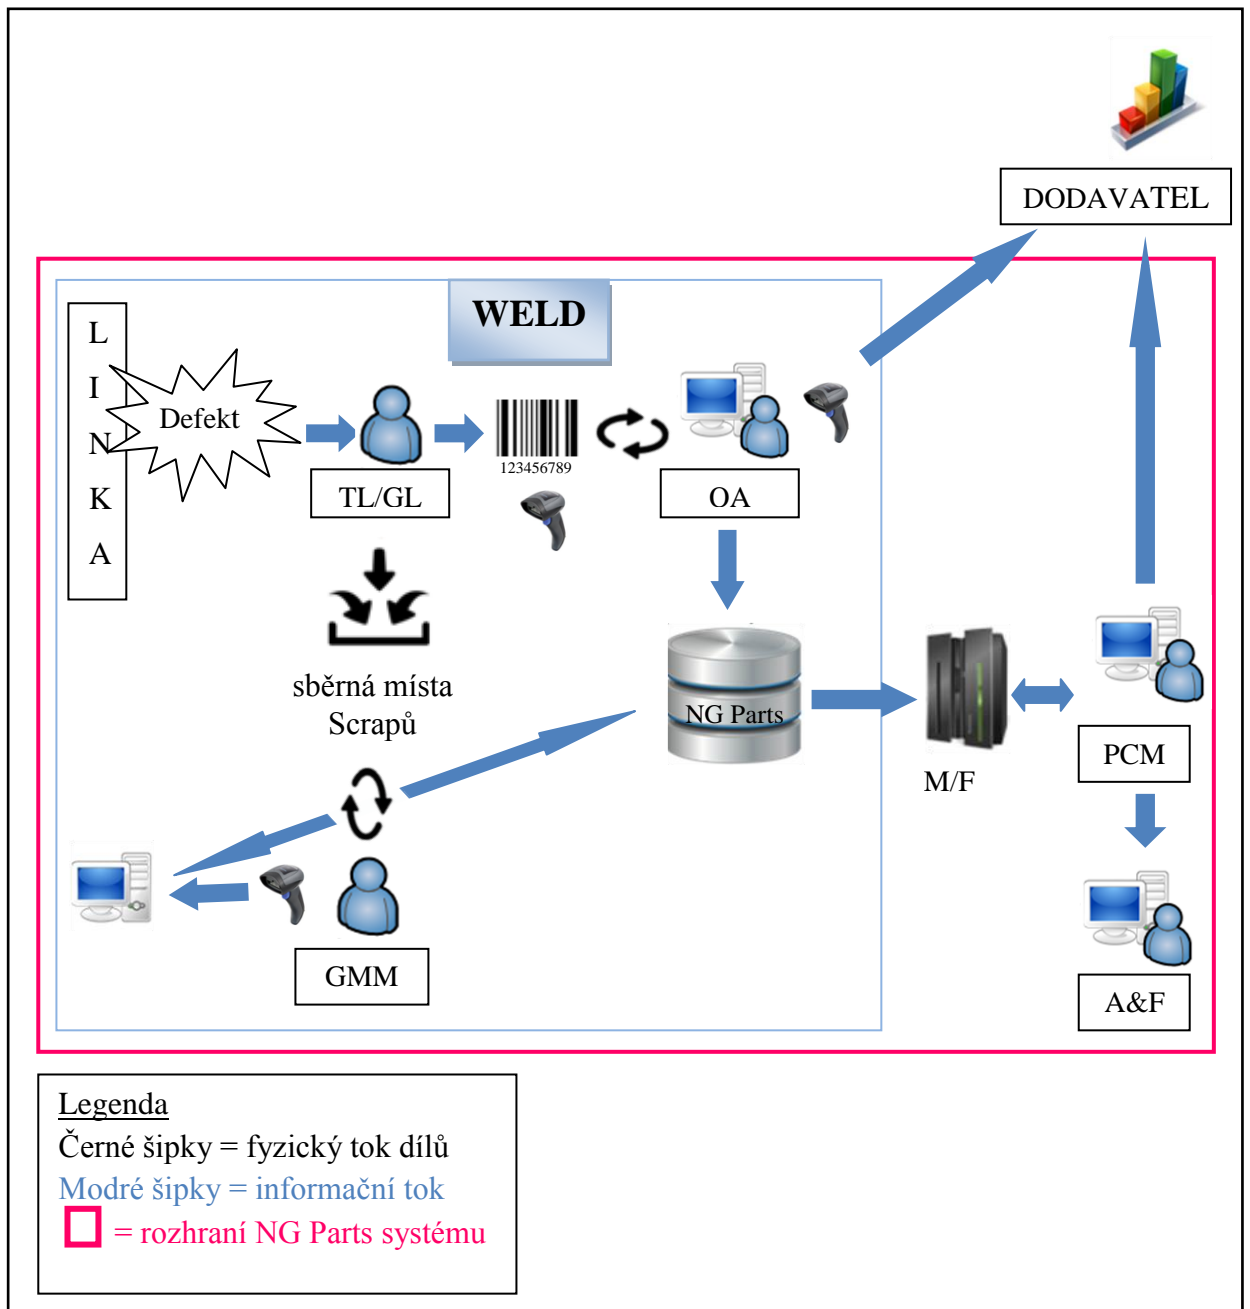 DODAVATEL
WELD
L
I
N
K
A
Defekt
123456789
TL/GL
OA
sběrná místa
Scrapů
NG Parts
M/F
PCM
GMM
A&F
Legenda
Černé šipky = fyzický tok dílů
Modré šipky = informační tok
= rozhraní NG Parts systému